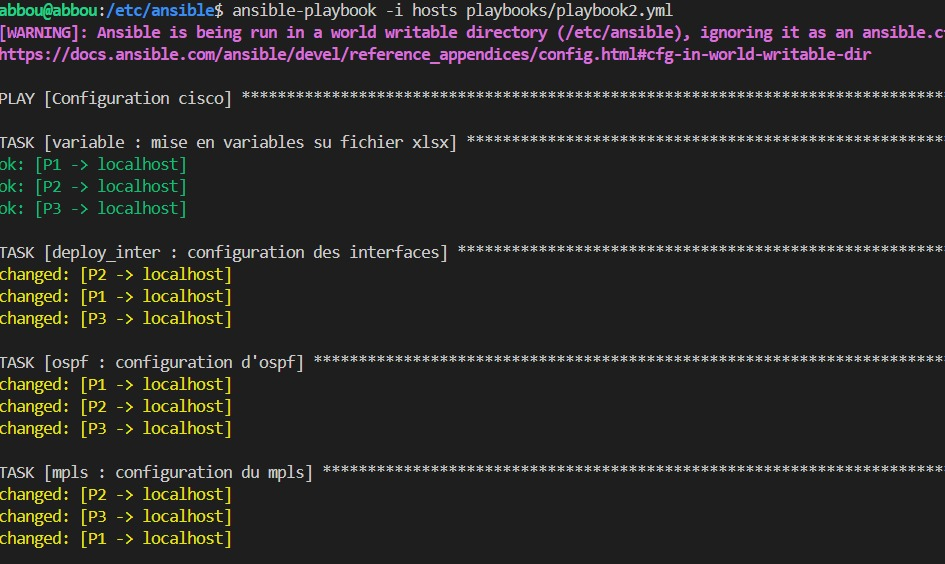 abbou@abbou:/etc/ansible$ ansible-playbook -i hosts playbooks/playbook2.yml
[WARNING]: Ansible is being run in a world writable directory (/etc/ansible), ignoring it as an ansible.c
https://docs.ansible.com/ansible/devel/reference_appendices/config.html#cfg-in-world-writable-dir
PLAY [Configuration cisco] ******************************************************************************
TASK [variable : mise en variables su fichier xlsx] *****************************************************
ok: [P1 -> localhost]
ok: [P2 -> localhost]
ok: [P3 -> localhost]
TASK [deploy_inter : configuration des interfaces] ******************************************************
changed: [P2 -> localhost]
changed: [P1 -> localhost]
changed: [P3 -> localhost]
TASK [ospf : configuration d'ospf] **********************************************************************
changed: [P1 -> localhost]
changed: [P2 -> localhost]
changed: [P3 -> localhost]
TASK [mpls : configuration du mpls] *********************************************************************
changed: [P2 -> localhost]
changed: [P3 -> localhost]
changed: [P1 -> localhost]